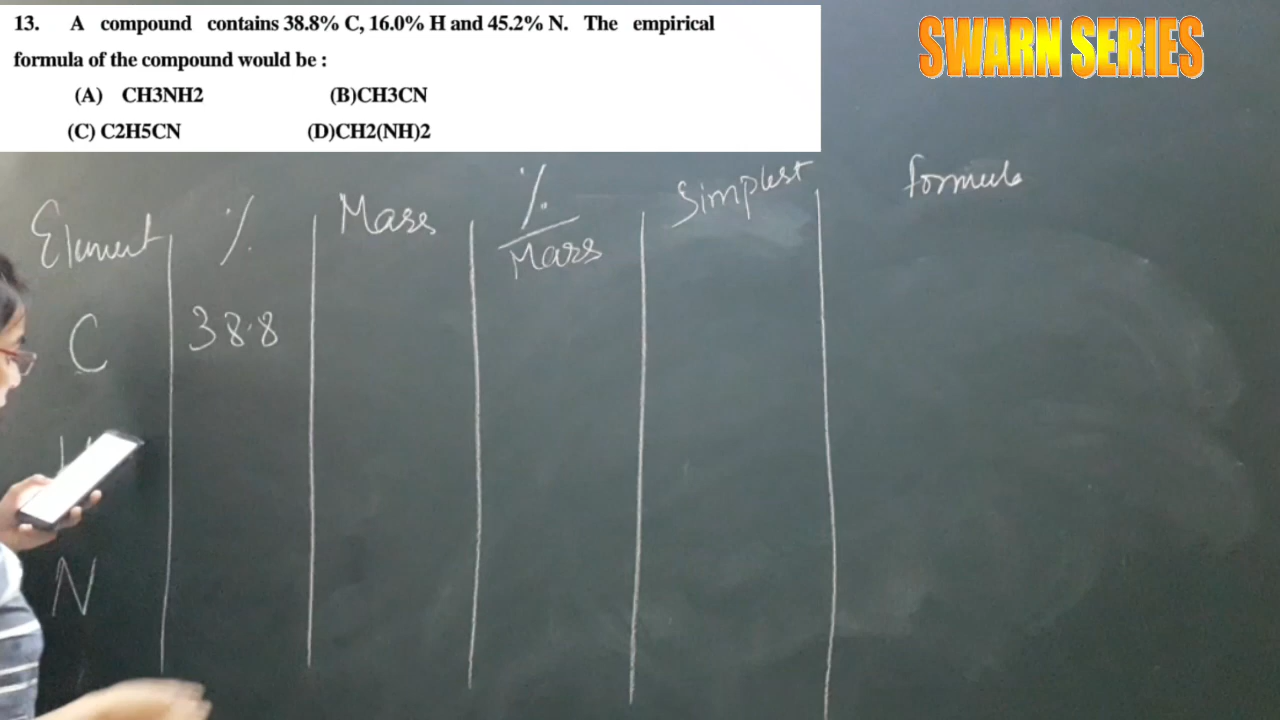 13. A compound contains 38.8% C, 16.0% H and 45.2% N. The empirical
formula of the compound would be :
(A) CH3NH2 (B)CH3CN
(C) C2H5CN (D)CH2(NH)2
SWARN SERIES
Element % Mass %/Mass Simplest formula
C 38.8
N